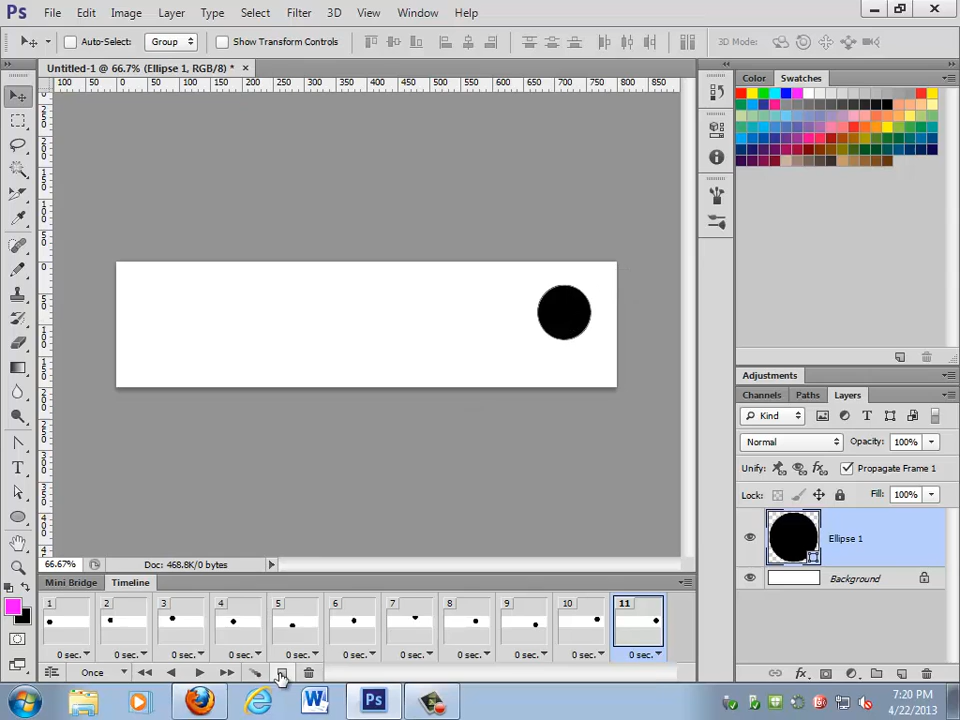 Ps File Edit Image Layer Type Select Filter 3D View Window Help
Auto-Select: Group Show Transform Controls 3D Mode:
Untitled-1 @ 66.7% (Ellipse 1, RGB/8) * ×
Color Swatches
100 50 0 50 100 150 200 250 300 350 400 450 500 550 600 650 700 750 800 850
Adjustments
Channels Paths Layers
Kind
Normal Opacity: 100%
Unify: Propagate Frame 1
Lock: Fill: 100%
Ellipse 1
Background
66.67% Doc: 468.8K/0 bytes
Mini Bridge Timeline
1 2 3 4 5 6 7 8 9 10 11
0 sec. 0 sec. 0 sec. 0 sec. 0 sec. 0 sec. 0 sec. 0 sec. 0 sec. 0 sec. 0 sec.
Once
7:20 PM
4/22/2013